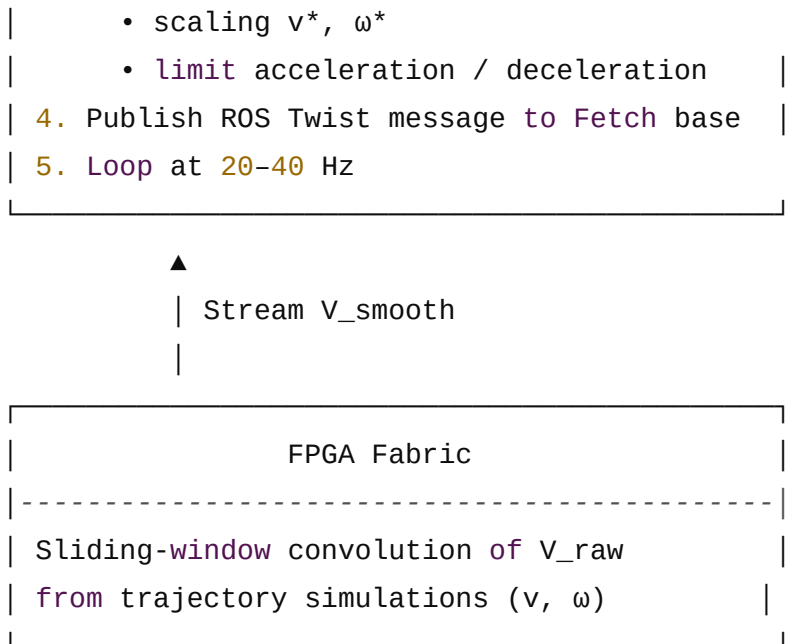 • scaling v*, ω*
• limit acceleration / deceleration
4. Publish ROS Twist message to Fetch base
5. Loop at 20–40 Hz
▲
│ Stream V_smooth
│
FPGA Fabric
---------------------------------------------
Sliding-window convolution of V_raw
from trajectory simulations (v, ω)